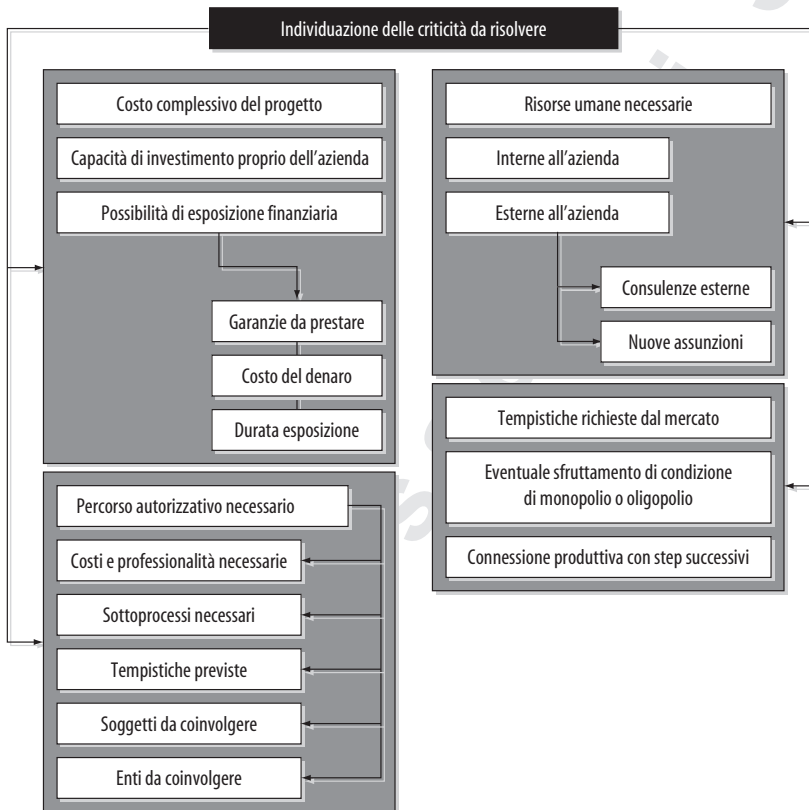 Individuazione delle criticità da risolvere
Costo complessivo del progetto
Capacità di investimento proprio dell'azienda
Possibilità di esposizione finanziaria
Garanzie da prestare
Costo del denaro
Durata esposizione
Percorso autorizzativo necessario
Costi e professionalità necessarie
Sottoprocessi necessari
Tempistiche previste
Soggetti da coinvolgere
Enti da coinvolgere
Risorse umane necessarie
Interne all'azienda
Esterne all'azienda
Consulenze esterne
Nuove assunzioni
Tempistiche richieste dal mercato
Eventuale sfruttamento di condizione
di monopolio o oligopolio
Connessione produttiva con step successivi